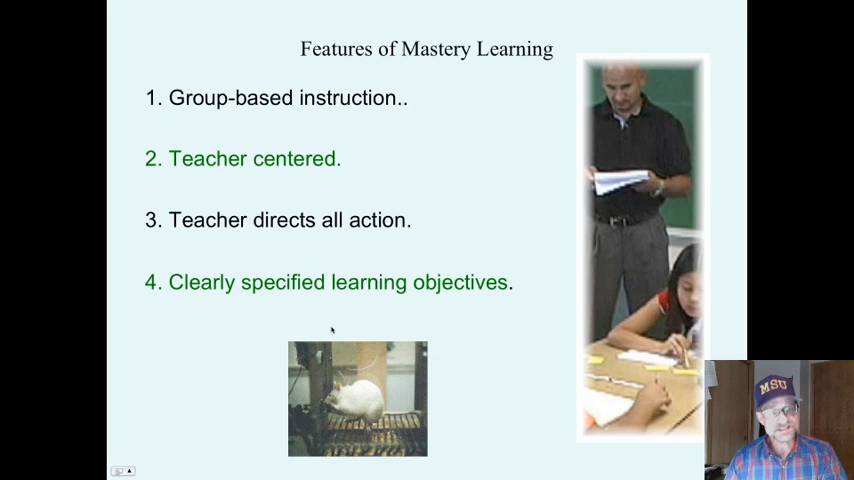 Features of Mastery Learning
1. Group-based instruction..
2. Teacher centered.
3. Teacher directs all action.
4. Clearly specified learning objectives.
MSU